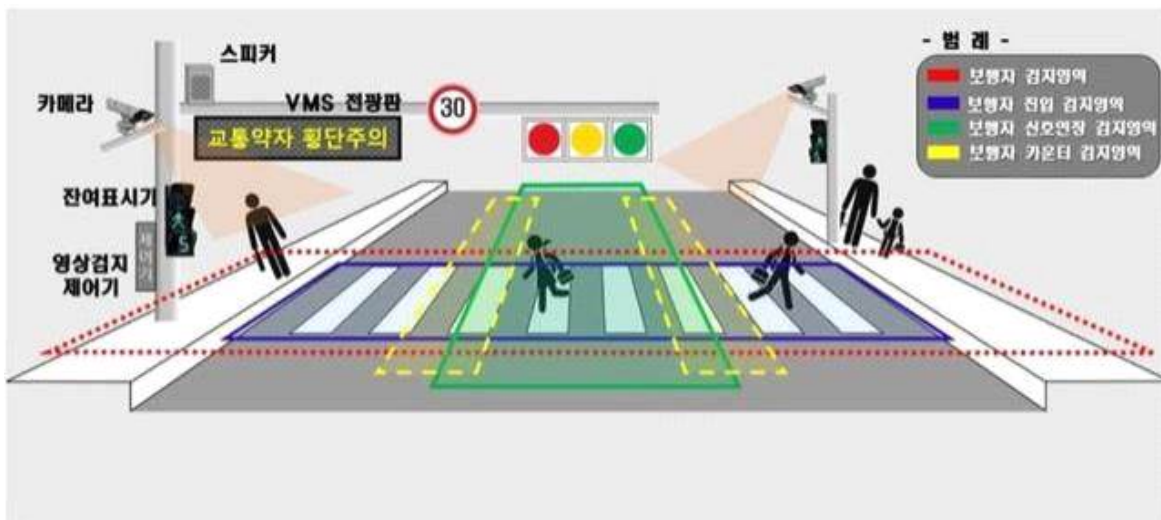 스피커
- 범 례 -
카메라
VMS 전광판
30
보행자 검지영역
보행자 진입 검지영역
보행자 신호연장 검지영역
보행자 카운터 검지영역
교통약자 횡단주의
잔여표시기
5
제어기
영상검지
제어기